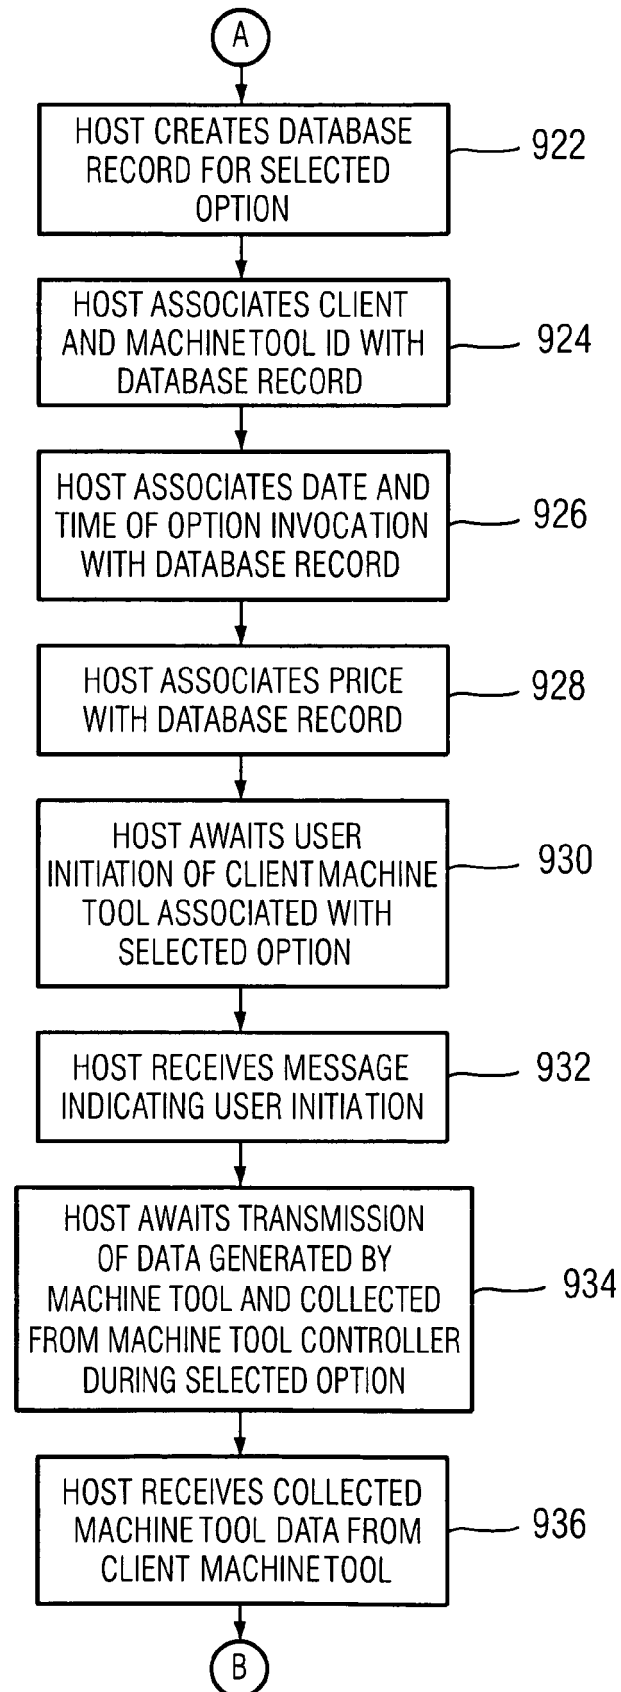 A
HOST CREATES DATABASE
RECORD FOR SELECTED
OPTION
922
HOST ASSOCIATES CLIENT
AND MACHINE TOOL ID WITH
DATABASE RECORD
924
HOST ASSOCIATES DATE AND
TIME OF OPTION INVOCATION
WITH DATABASE RECORD
926
HOST ASSOCIATES PRICE
WITH DATABASE RECORD
928
HOST AWAITS USER
INITIATION OF CLIENT MACHINE
TOOL ASSOCIATED WITH
SELECTED OPTION
930
HOST RECEIVES MESSAGE
INDICATING USER INITIATION
932
HOST AWAITS TRANSMISSION
OF DATA GENERATED BY
MACHINE TOOL AND COLLECTED
FROM MACHINE TOOL CONTROLLER
DURING SELECTED OPTION
934
HOST RECEIVES COLLECTED
MACHINE TOOL DATA FROM
CLIENT MACHINE TOOL
936
B